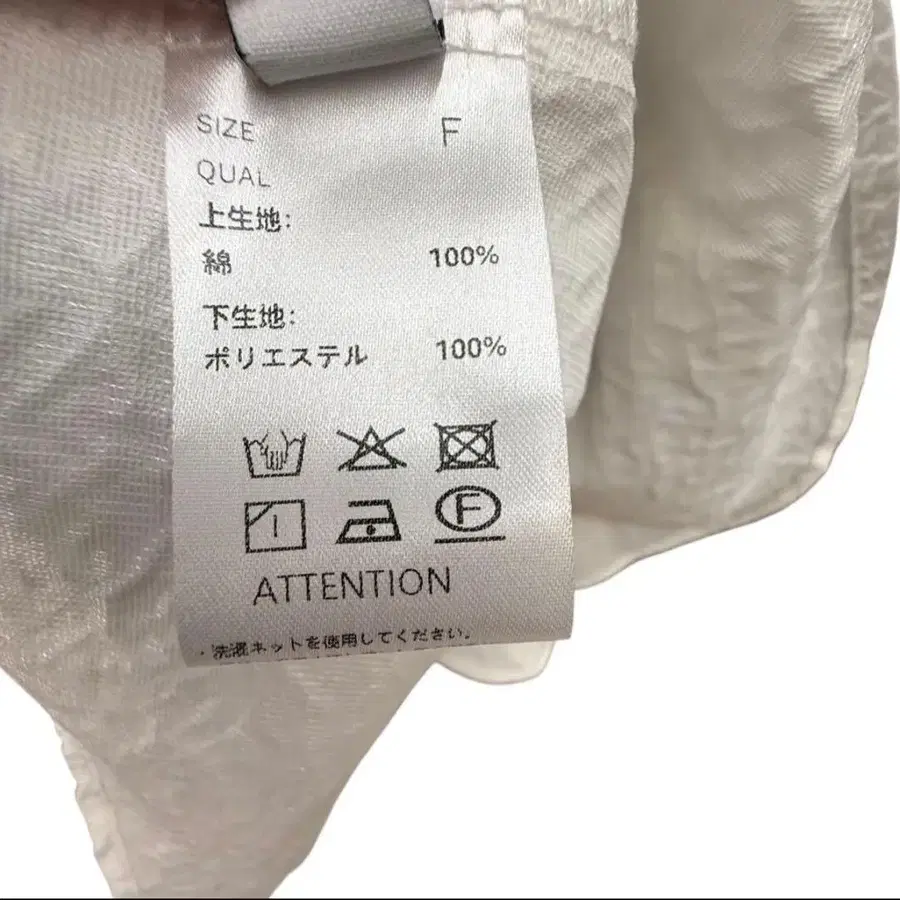 SIZE F
QUAL
上生地:
綿 100%
下生地:
ポリエステル 100%
F
ATTENTION
・洗濯ネットを使用してください。